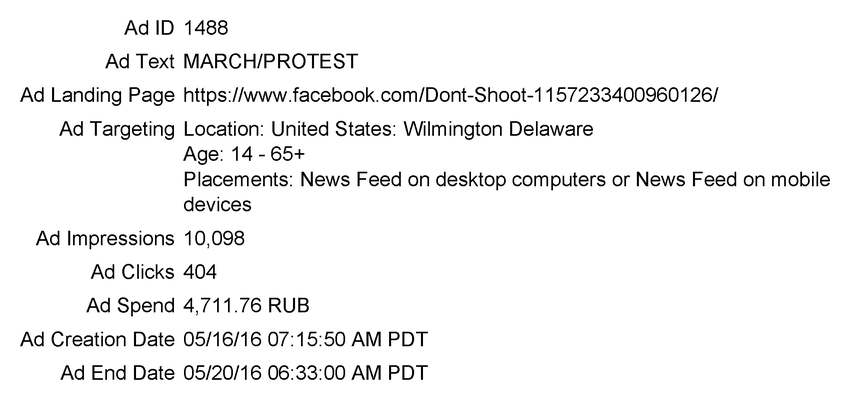 Ad ID 1488
Ad Text MARCH/PROTEST
Ad Landing Page https://www.facebook.com/Dont-Shoot-1157233400960126/
Ad Targeting Location: United States: Wilmington Delaware
Age: 14 - 65+
Placements: News Feed on desktop computers or News Feed on mobile
devices
Ad Impressions 10,098
Ad Clicks 404
Ad Spend 4,711.76 RUB
Ad Creation Date 05/16/16 07:15:50 AM PDT
Ad End Date 05/20/16 06:33:00 AM PDT